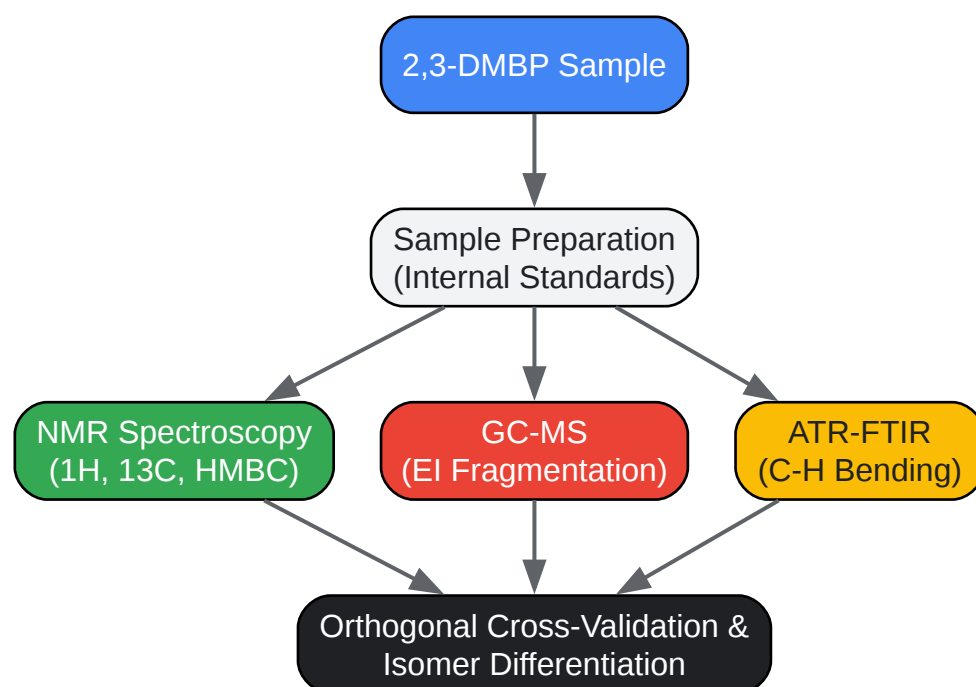 2,3-DMBP Sample
Sample Preparation
(Internal Standards)
NMR Spectroscopy
(1H, 13C, HMBC)
GC-MS
(EI Fragmentation)
ATR-FTIR
(C-H Bending)
Orthogonal Cross-Validation &
Isomer Differentiation